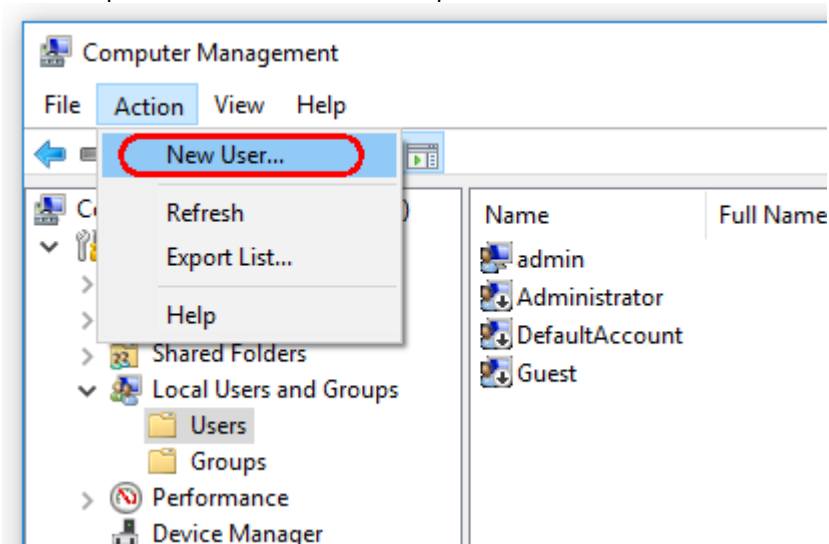 Computer Management
File Action View Help
New User...
Refresh
Export List...
Help
Shared Folders
Local Users and Groups
Users
Groups
Performance
Device Manager
Name Full Name
admin
Administrator
DefaultAccount
Guest